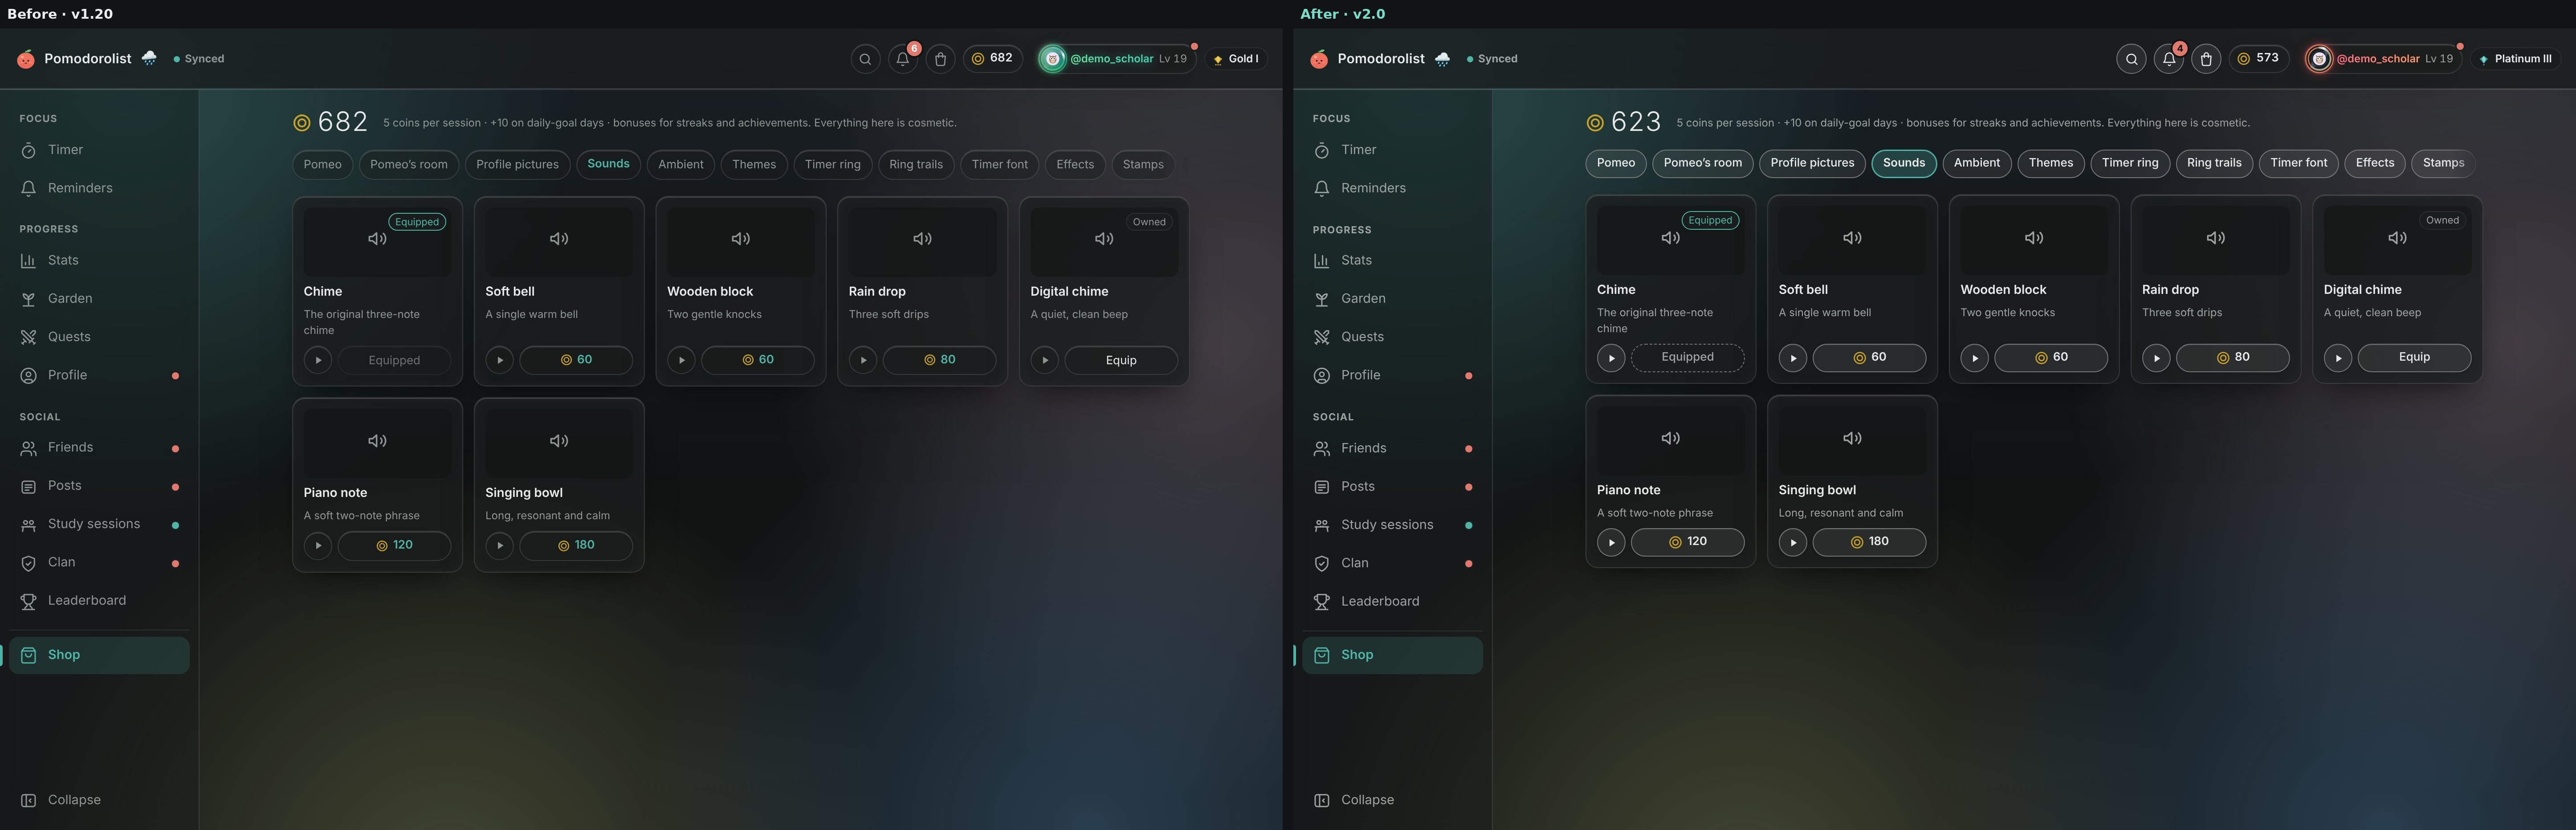 Before · v1.20
Pomodorolist
Synced
6
682
@demo_scholar Lv 19
Gold I
FOCUS
Timer
Reminders
PROGRESS
Stats
Garden
Quests
Profile
SOCIAL
Friends
Posts
Study sessions
Clan
Leaderboard
Shop
Collapse
682
5 coins per session · +10 on daily-goal days · bonuses for streaks and achievements. Everything here is cosmetic.
Pomeo Pomeo’s room Profile pictures Sounds Ambient Themes Timer ring Ring trails Timer font Effects Stamps
Equipped
Chime
The original three-note
chime
Equipped
Soft bell
A single warm bell
60
Wooden block
Two gentle knocks
60
Rain drop
Three soft drips
80
Owned
Digital chime
A quiet, clean beep
Equip
Piano note
A soft two-note phrase
120
Singing bowl
Long, resonant and calm
180
After · v2.0
Pomodorolist
Synced
4
573
@demo_scholar Lv 19
Platinum III
FOCUS
Timer
Reminders
PROGRESS
Stats
Garden
Quests
Profile
SOCIAL
Friends
Posts
Study sessions
Clan
Leaderboard
Shop
Collapse
623
5 coins per session · +10 on daily-goal days · bonuses for streaks and achievements. Everything here is cosmetic.
Pomeo Pomeo’s room Profile pictures Sounds Ambient Themes Timer ring Ring trails Timer font Effects Stamps
Equipped
Chime
The original three-note
chime
Equipped
Soft bell
A single warm bell
60
Wooden block
Two gentle knocks
60
Rain drop
Three soft drips
80
Owned
Digital chime
A quiet, clean beep
Equip
Piano note
A soft two-note phrase
120
Singing bowl
Long, resonant and calm
180